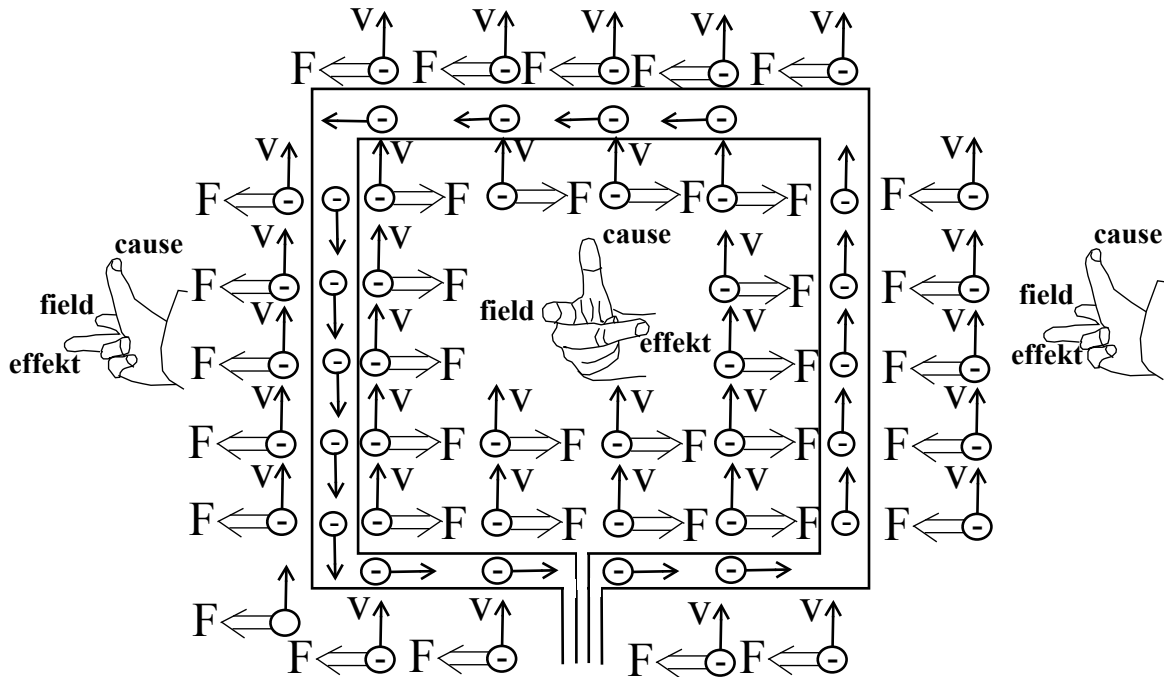 V V V V V
F F F F F
V V V V V
F F F F F F
cause V V cause V V cause
F F F F
field V field V V V field
effekt
effekt F F F F effekt
V V V V V V
F F F F F F
V V V V V V
F F F F F F
V V V V
F
F F F F